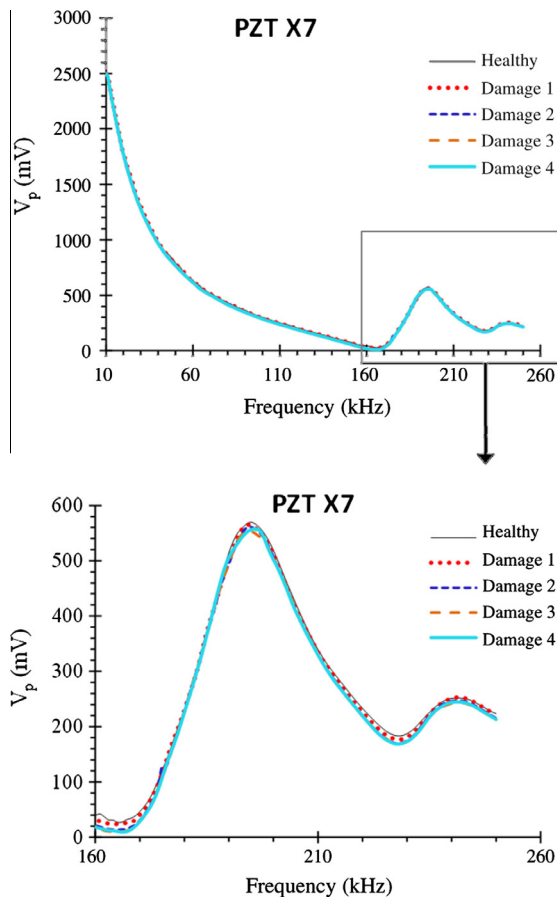 PZT X7
3000
2500
2000
1500
1000
500
0
V_p (mV)
Healthy
Damage 1
Damage 2
Damage 3
Damage 4
10 60 110 160 210 260
Frequency (kHz)
PZT X7
600
500
400
300
200
100
0
V_p (mV)
Healthy
Damage 1
Damage 2
Damage 3
Damage 4
160 210 260
Frequency (kHz)